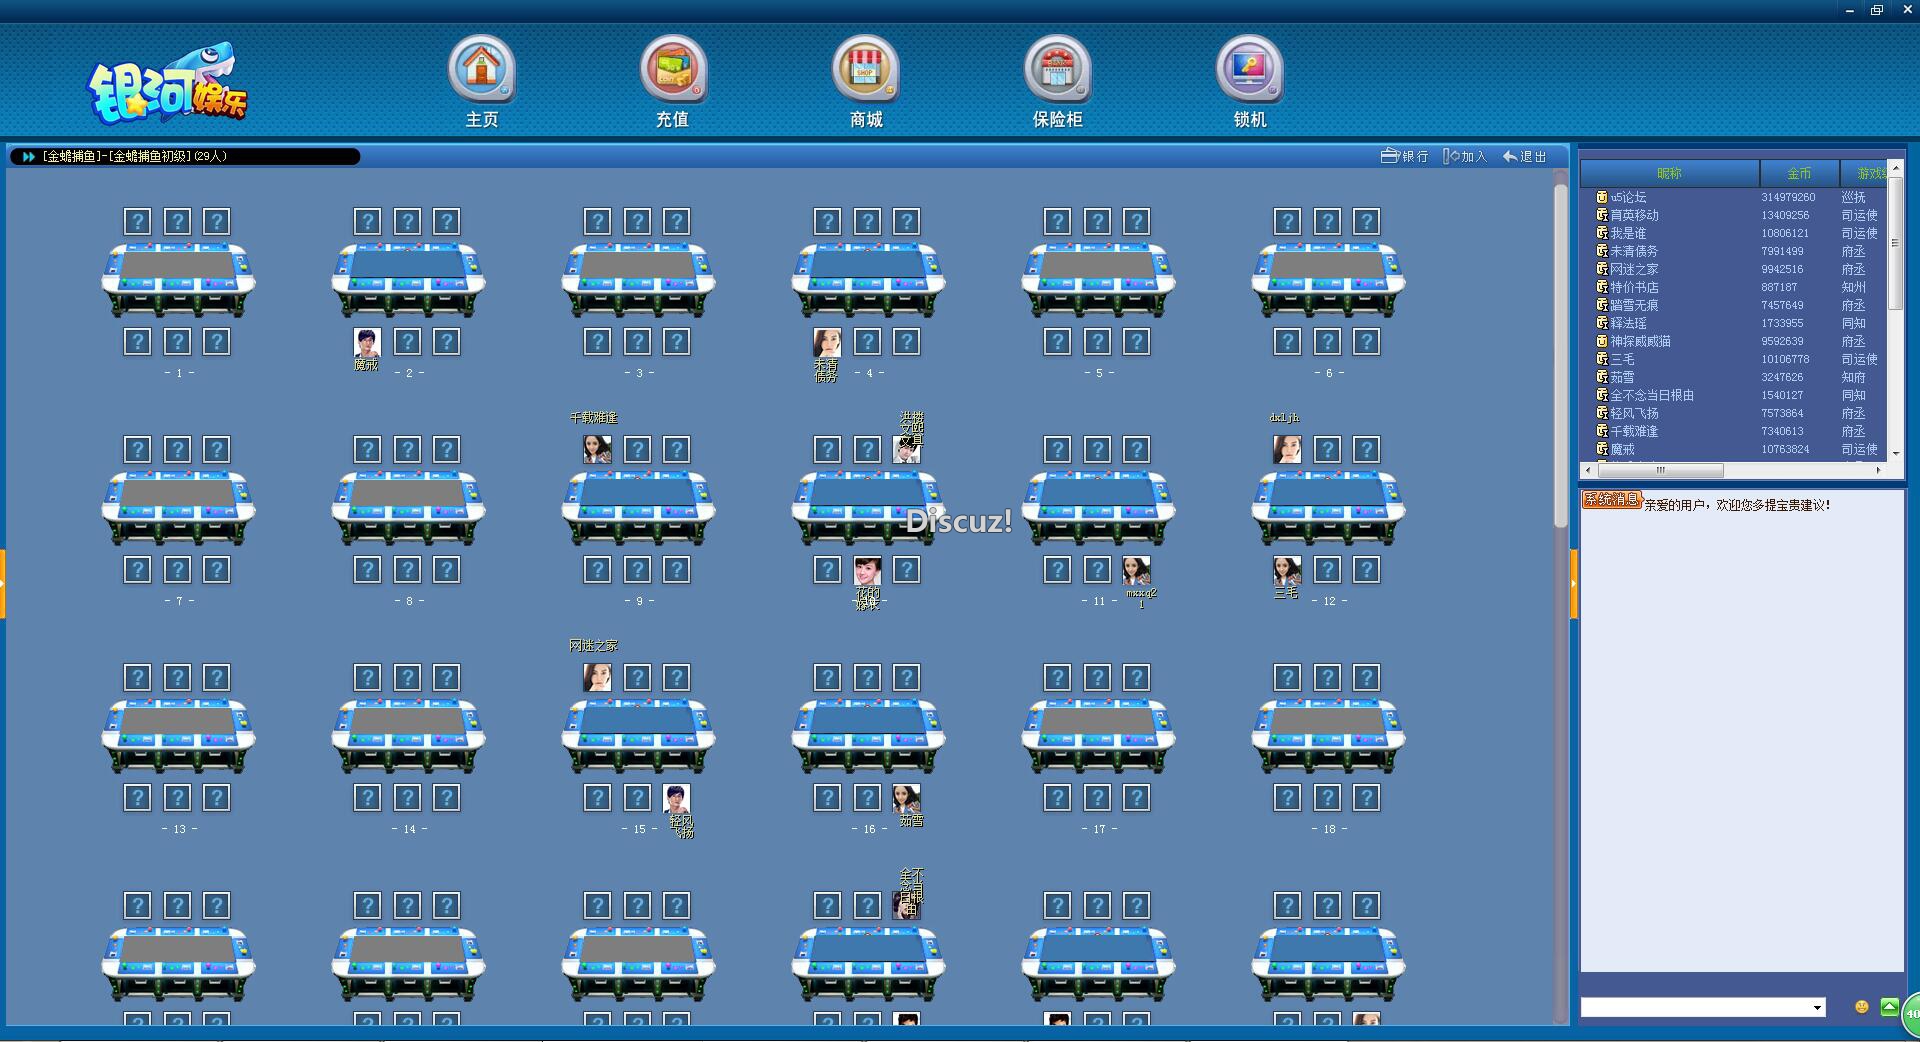 银河娱乐
主页
充值
SHOP
商城
BANK
保险柜
锁机
[金蟾捕鱼]-[金蟾捕鱼初级](29人)
银行
加入
退出
- 1 -
魔戒
- 2 -
- 3 -
未清债务
- 4 -
- 5 -
- 6 -
千载难逢
dxljh
- 7 -
- 8 -
- 9 -
Discuz!
- 11 -
mxxq21
三毛
- 12 -
网迷之家
- 13 -
- 14 -
- 15 -
轻风飞扬
- 16 -
茹雪
- 17 -
- 18 -
全不念当日根由
昵称 金币 游戏
u5论坛 314979260 巡抚
育英移动 13409256 司运使
我是谁 10806121 司运使
未清债务 7991499 府丞
网迷之家 9942516 府丞
特价书店 887187 知州
踏雪无痕 7457649 府丞
释法瑶 1733955 同知
神探威威猫 9592639 府丞
三毛 10106778 司运使
茹雪 3247626 知府
全不念当日根由 1540127 同知
轻风飞扬 7573864 府丞
千载难逢 7340613 府丞
魔戒 10763824 司运使
系统消息 亲爱的用户，欢迎您多提宝贵建议！
40